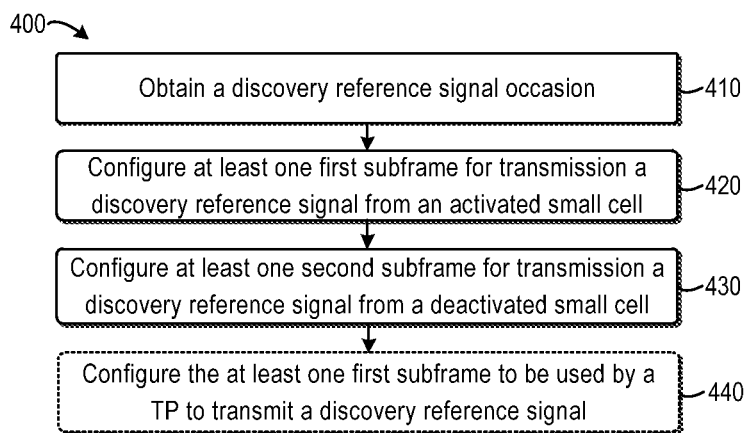 400
Obtain a discovery reference signal occasion
410
Configure at least one first subframe for transmission a
discovery reference signal from an activated small cell
420
Configure at least one second subframe for transmission a
discovery reference signal from a deactivated small cell
430
Configure the at least one first subframe to be used by a
TP to transmit a discovery reference signal
440